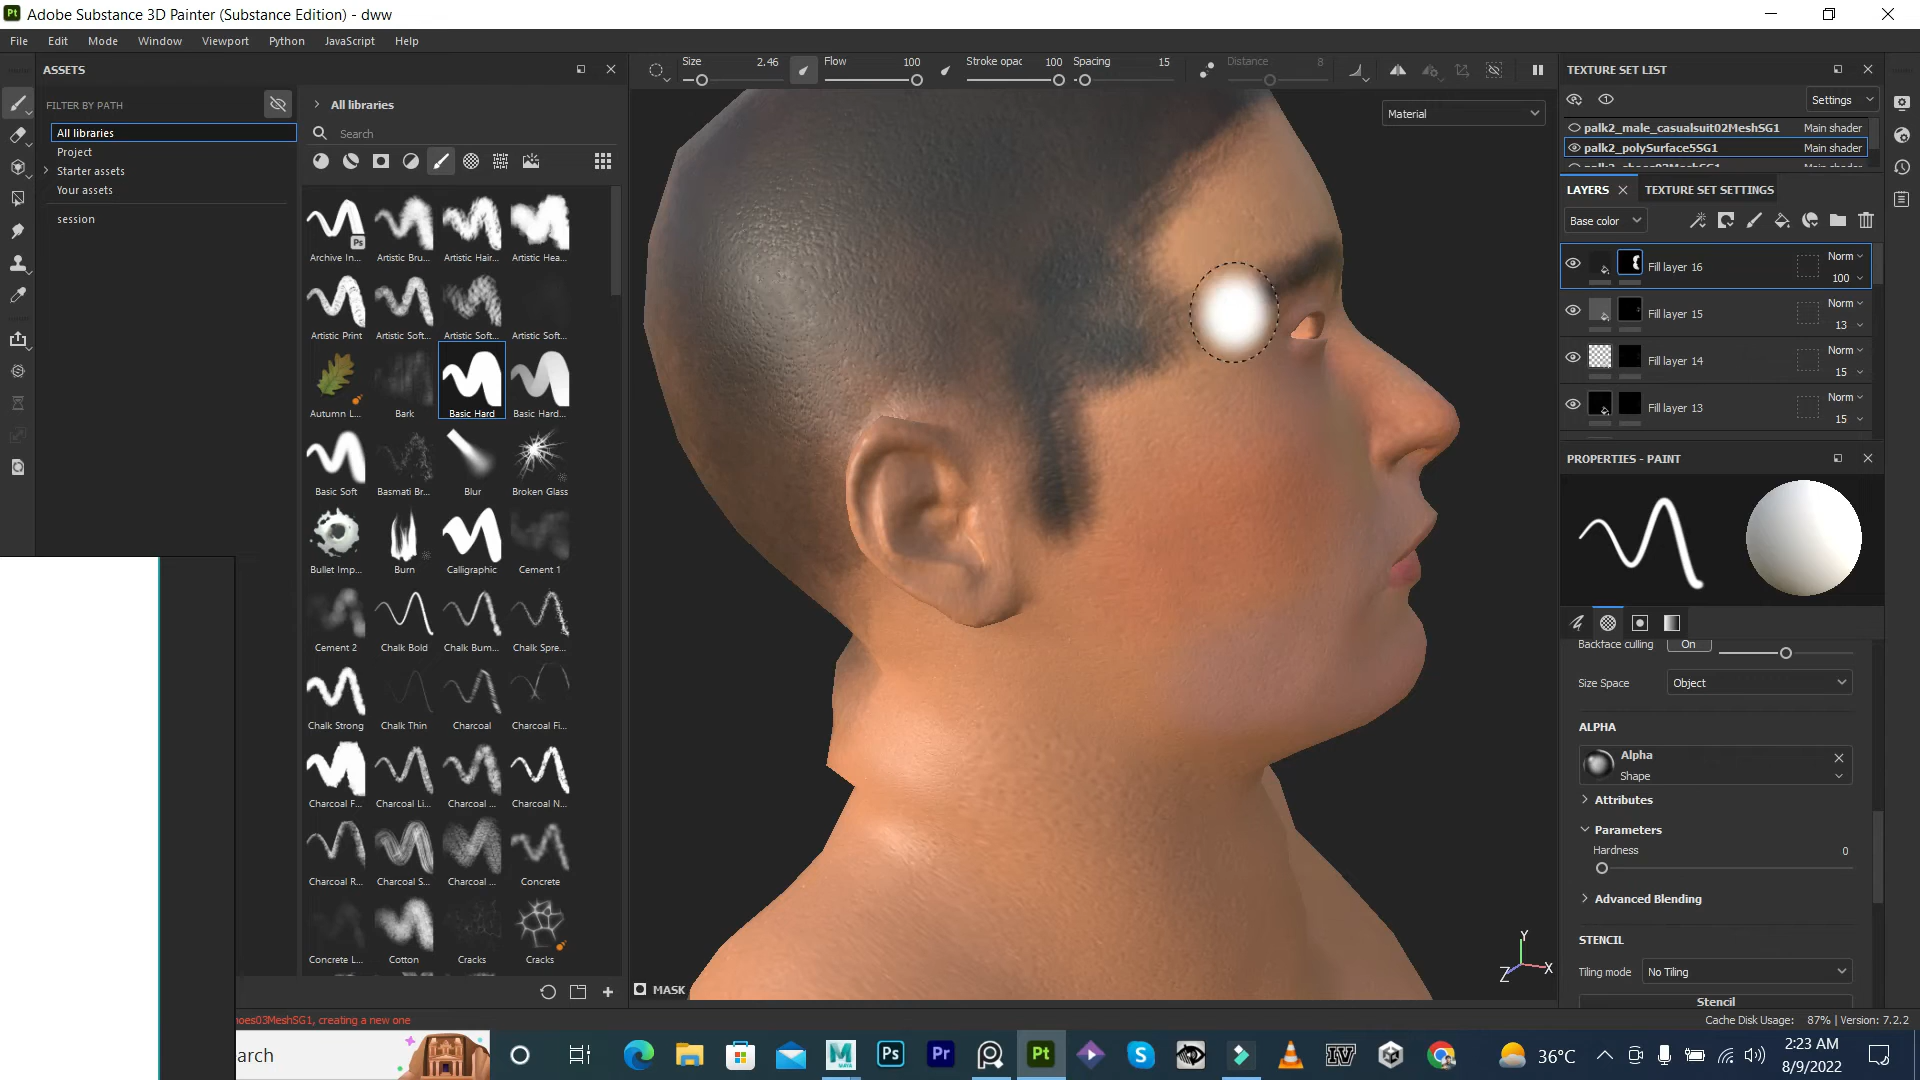 Pt Adobe Substance 3D Painter (Substance Edition) - dww
File Edit Mode Window Viewport Python JavaScript Help
ASSETS
FILTER BY PATH
All libraries
Project
Starter assets
Your assets
session
All libraries
Search
Archive In... Artistic Bru... Artistic Hair... Artistic Hea...
Ps
Artistic Print Artistic Soft... Artistic Soft... Artistic Soft...
Autumn L... Bark Basic Hard Basic Hard...
Basic Soft Basmati Br... Blur Broken Glass
Bullet Imp... Burn Calligraphic Cement 1
Cement 2 Chalk Bold Chalk Bum... Chalk Spre...
Chalk Strong Chalk Thin Charcoal Charcoal Fi...
Charcoal F... Charcoal Li... Charcoal ... Charcoal N...
Charcoal R... Charcoal S... Charcoal ... Concrete
Concrete L... Cotton Cracks Cracks
Size 2.46 Flow 100 Stroke opac 100 Spacing 15 Distance 8
Material
Y
Z X
MASK
TEXTURE SET LIST
Settings
palk2_male_casualsuit02MeshSG1 Main shader
palk2_polySurface5SG1 Main shader
LAYERS TEXTURE SET SETTINGS
Base color
Fill layer 16 Norm 100
Fill layer 15 Norm 13
Fill layer 14 Norm 15
Fill layer 13 Norm 15
PROPERTIES - PAINT
Backface culling On
Size Space Object
ALPHA
Alpha
Shape
Attributes
Parameters
Hardness 0
Advanced Blending
STENCIL
Tiling mode No Tiling
Stencil
hoes03MeshSG1, creating a new one
Cache Disk Usage: 87% | Version: 7.2.2
arch
MAYA Ps Pr Pt IV
36°C
2:23 AM
8/9/2022